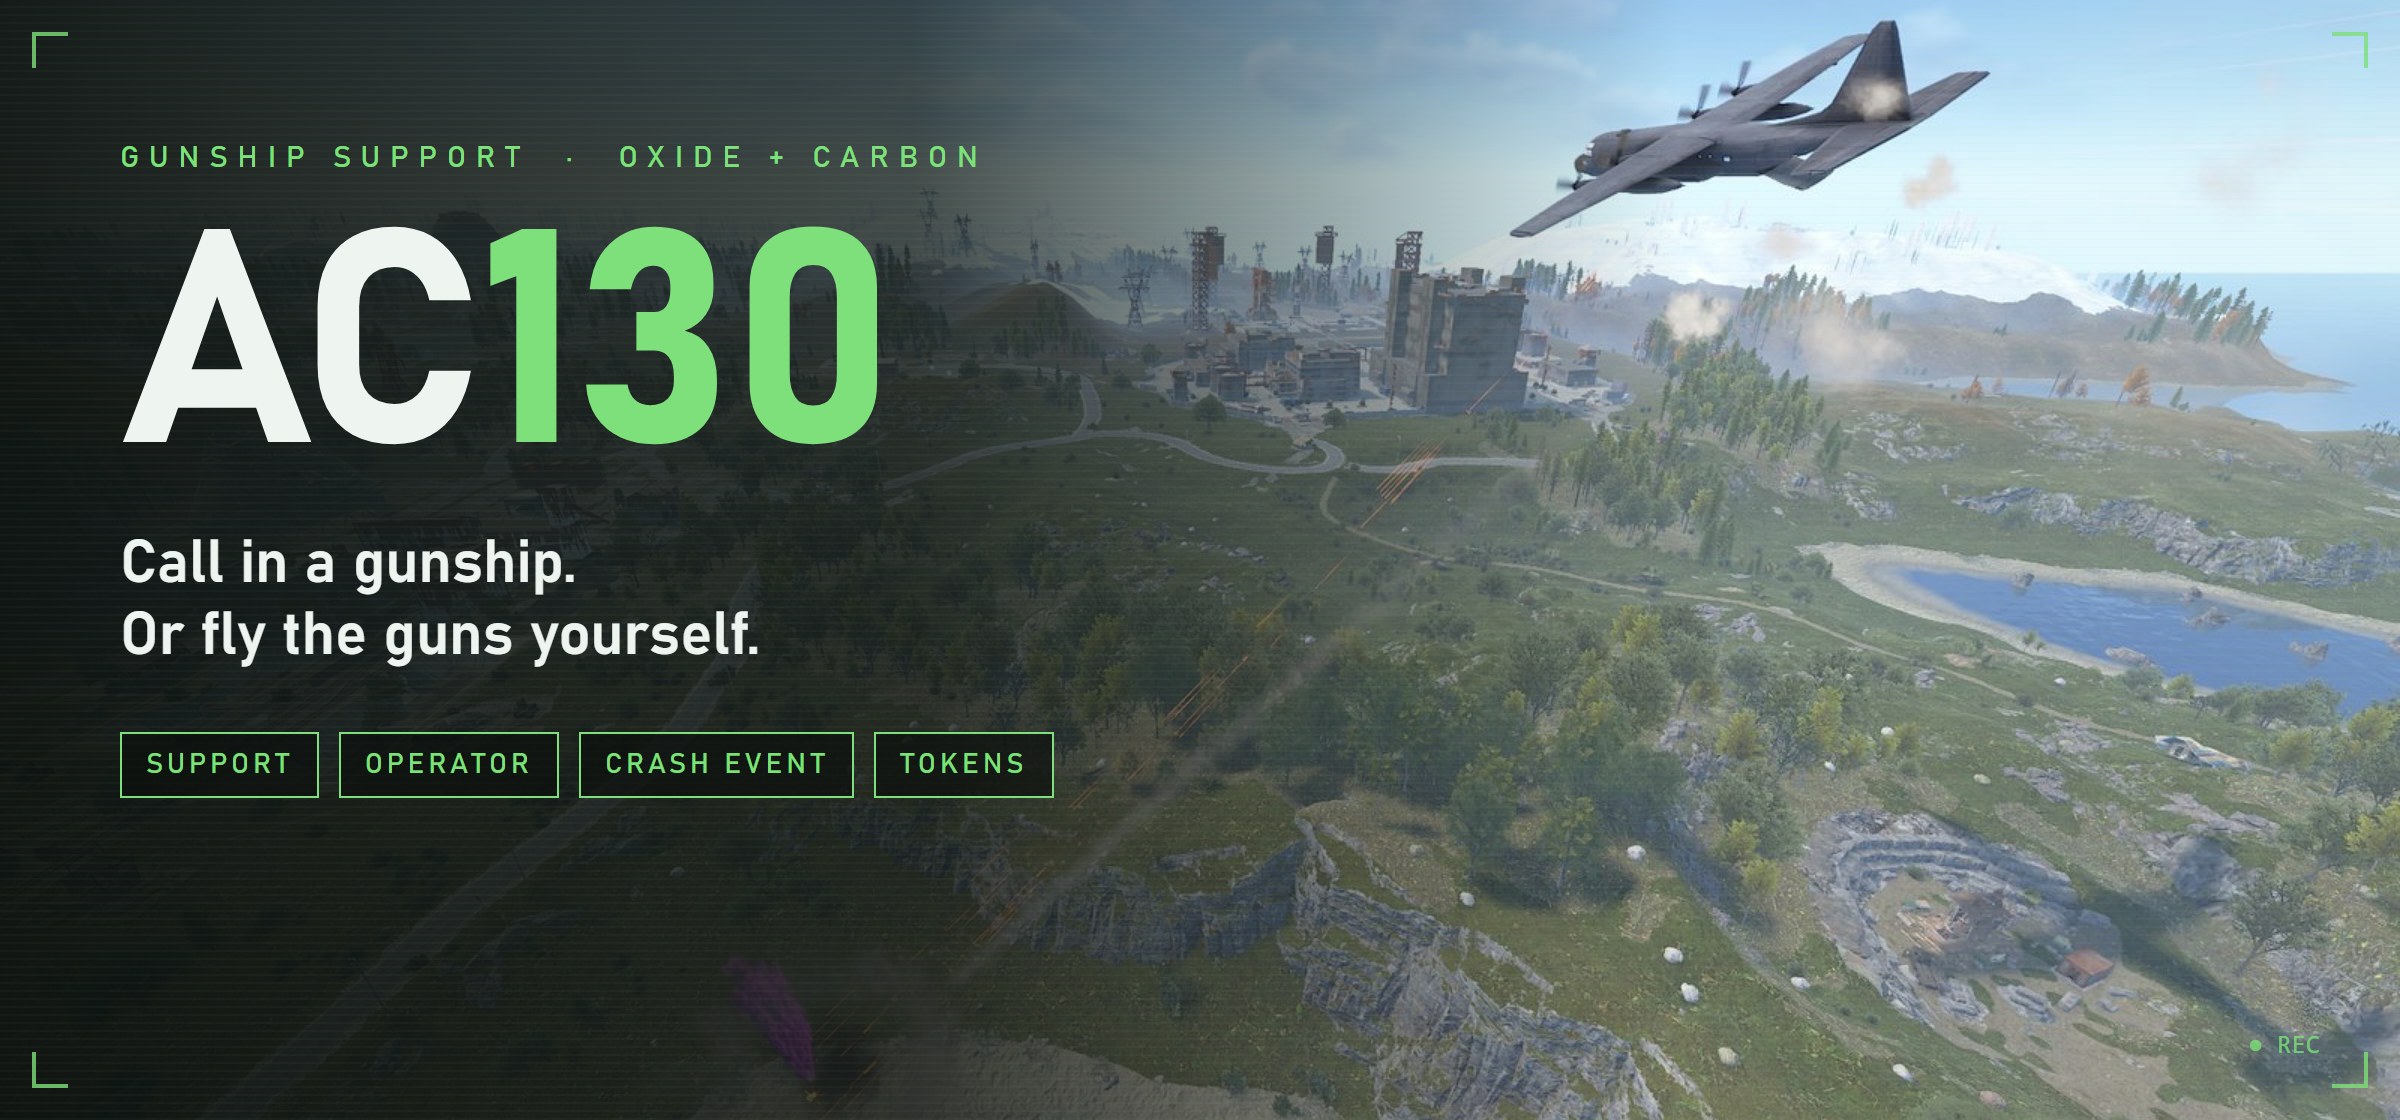 GUNSHIP SUPPORT · OXIDE + CARBON
AC130
Call in a gunship.
Or fly the guns yourself.
SUPPORT OPERATOR CRASH EVENT TOKENS
REC